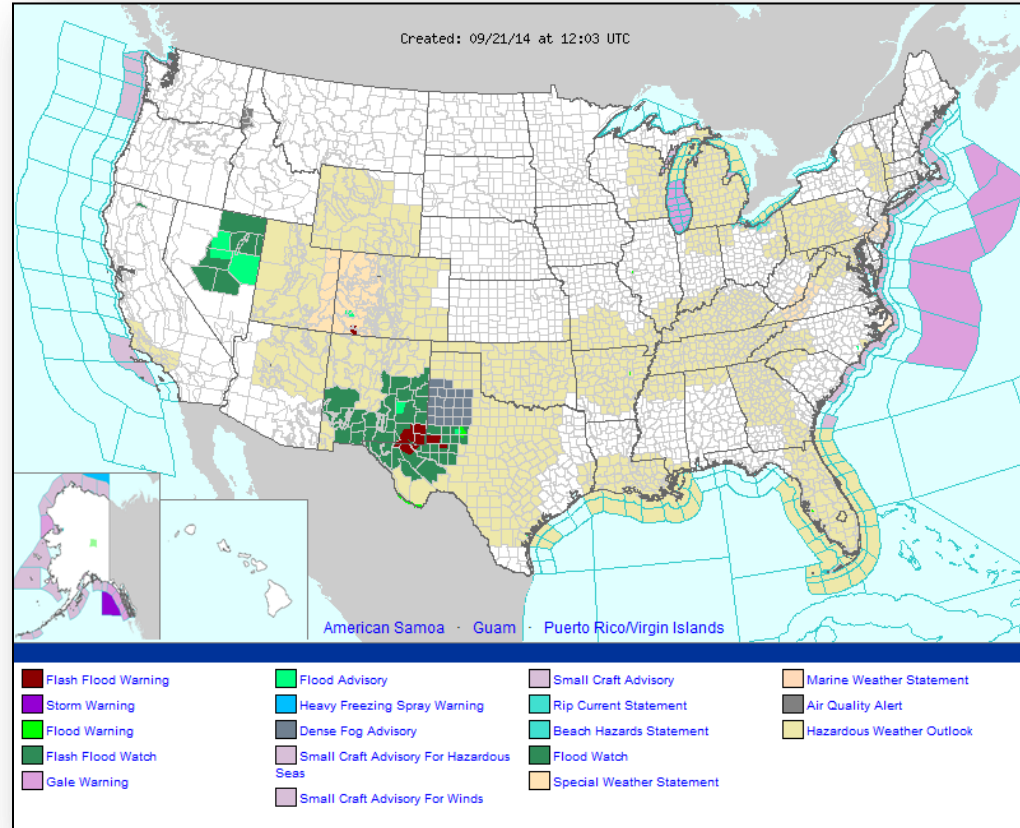 Created: 09/21/14 at 12:03 UTC
American Samoa · Guam · Puerto Rico/Virgin Islands
Flash Flood Warning
Storm Warning
Flood Warning
Flash Flood Watch
Gale Warning
Flood Advisory
Heavy Freezing Spray Warning
Dense Fog Advisory
Small Craft Advisory For Hazardous
Seas
Small Craft Advisory For Winds
Small Craft Advisory
Rip Current Statement
Beach Hazards Statement
Flood Watch
Special Weather Statement
Marine Weather Statement
Air Quality Alert
Hazardous Weather Outlook